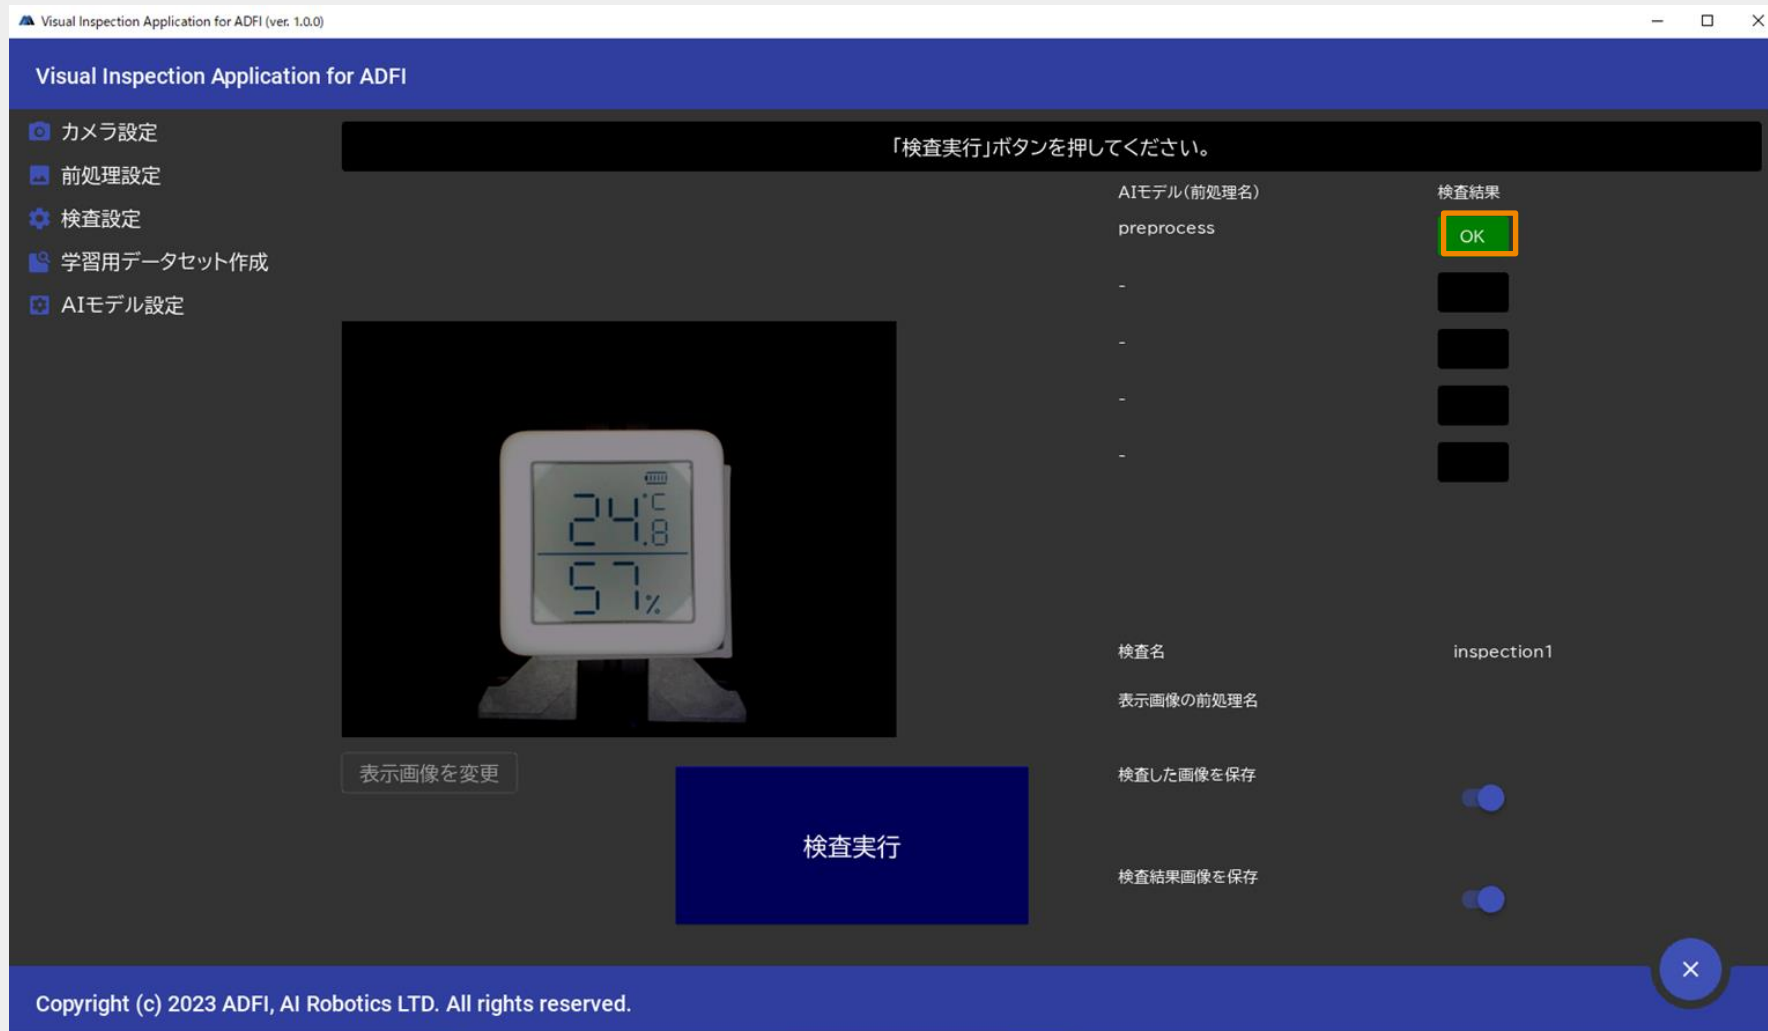 Visual Inspection Application for ADFI (ver. 1.0.0)
Visual Inspection Application for ADFI
カメラ設定
前処理設定
検査設定
学習用データセット作成
AIモデル設定
「検査実行」ボタンを押してください。
AIモデル(前処理名)
検査結果
preprocess
OK
-
-
-
-
24.8℃
57%
検査名
inspection1
表示画像の前処理名
表示画像を変更
検査した画像を保存
検査実行
検査結果画像を保存
Copyright (c) 2023 ADFI, AI Robotics LTD. All rights reserved.